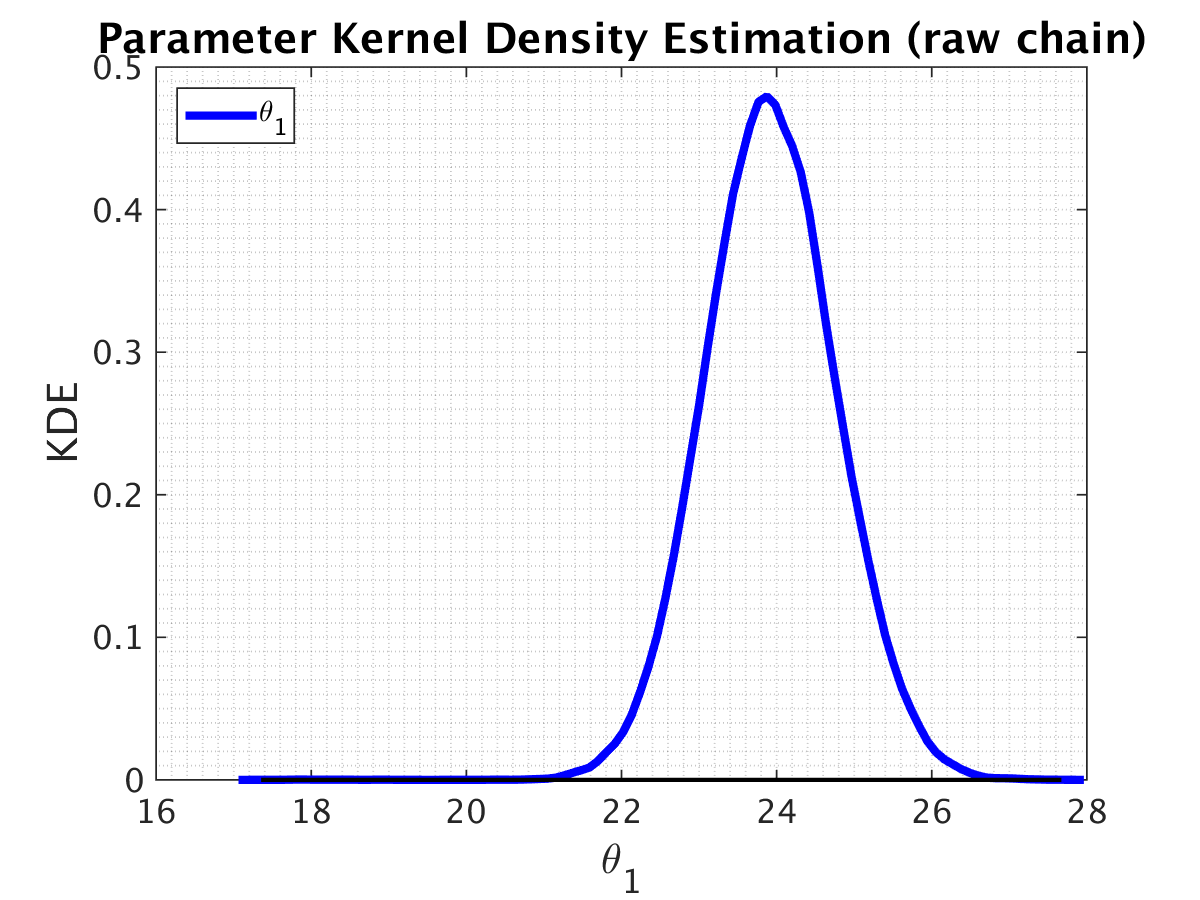 Parameter Kernel Density Estimation (raw chain)
0.5
θ1
0.4
0.3
KDE
0.2
0.1
0
16 18 20 22 24 26 28
θ1